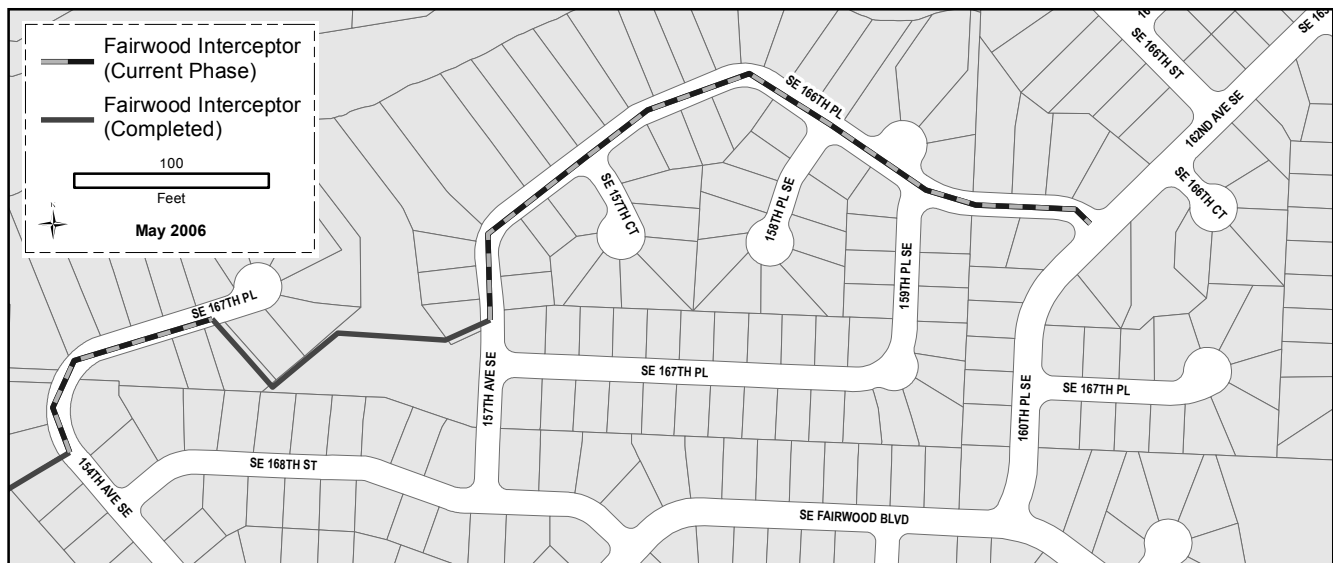 Fairwood Interceptor
(Current Phase)
Fairwood Interceptor
(Completed)
100
Feet
May 2006
SE 166TH PL
SE 166TH ST
162ND AVE SE
SE 166TH CT
SE 157TH CT
158TH PL SE
159TH PL SE
SE 167TH PL
157TH AVE SE
SE 167TH PL
160TH PL SE
SE 167TH PL
154TH AVE SE
SE 168TH ST
SE FAIRWOOD BLVD